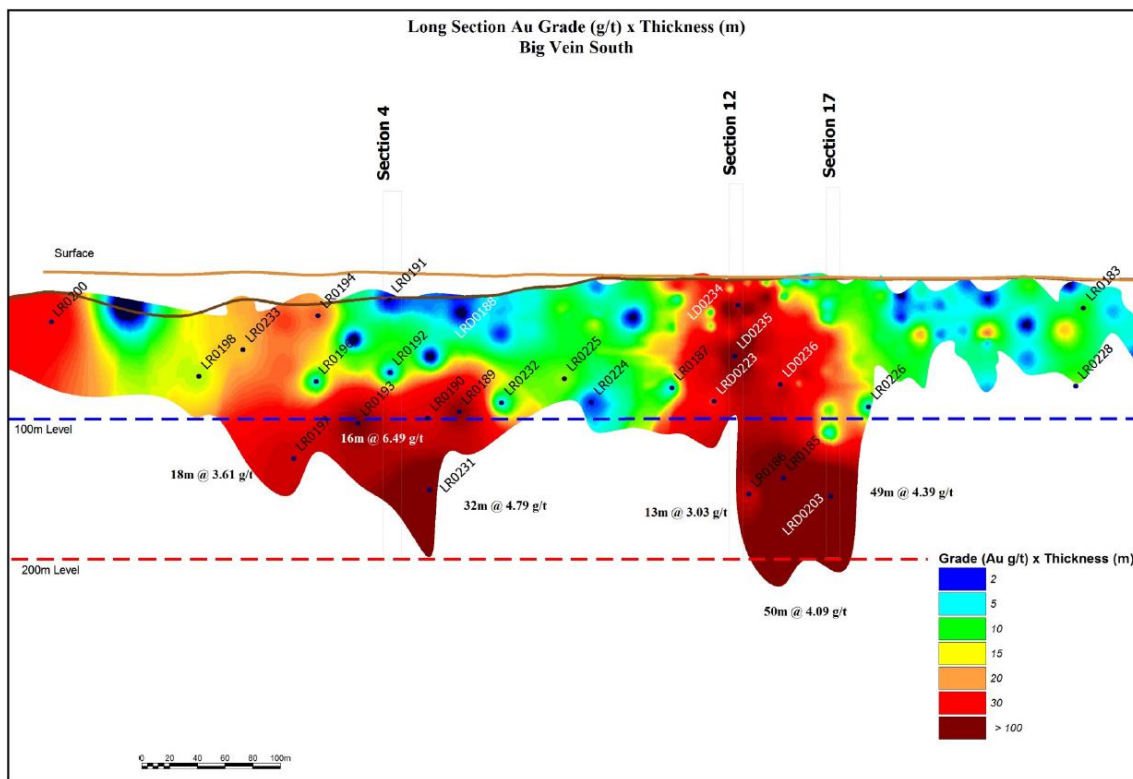 Long Section Au Grade (g/t) x Thickness (m)
Big Vein South
Section 4
Section 12
Section 17
Surface
LR0200
LR0198
LR0233
LR0194
LR0191
LRD0188
LR0192
LR0193
LR0190
LR0189
LR0232
LR0225
LR0224
LR0187
LRD0223
LD0234
LD0235
LD0236
LR0226
LR0183
LR0228
100m Level
16m @ 6.49 g/t
18m @ 3.61 g/t
LR0231
32m @ 4.79 g/t
13m @ 3.03 g/t
LR0186
LR0185
LRD0203
49m @ 4.39 g/t
200m Level
50m @ 4.09 g/t
Grade (Au g/t) x Thickness (m)
2
5
10
15
20
30
> 100
0 20 40 60 80 100m